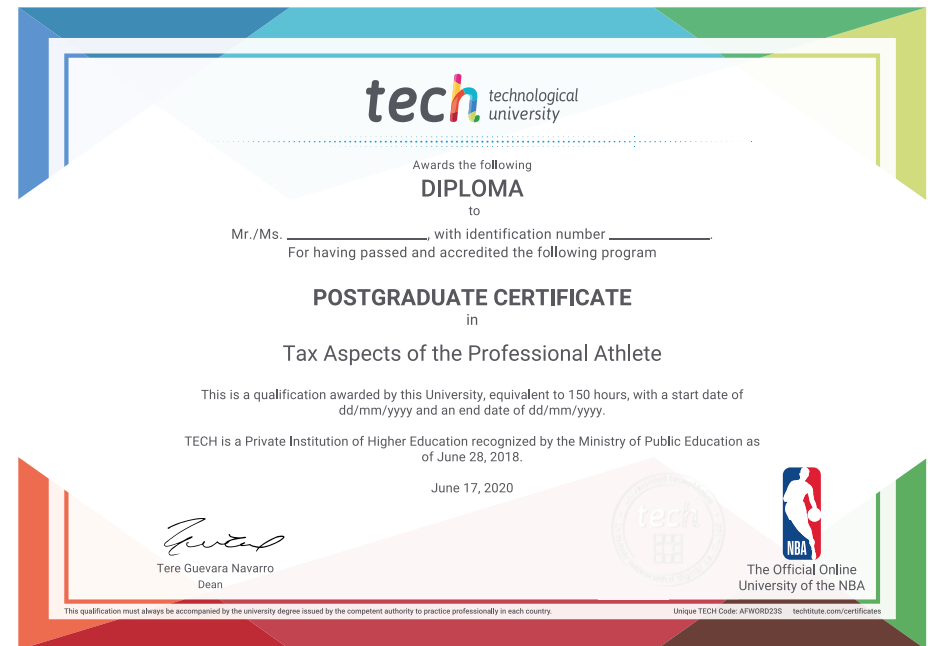 tech technological
university
Awards the following
DIPLOMA
to
Mr./Ms. ____________________, with identification number ______________.
For having passed and accredited the following program
POSTGRADUATE CERTIFICATE
in
Tax Aspects of the Professional Athlete
This is a qualification awarded by this University, equivalent to 150 hours, with a start date of
dd/mm/yyyy and an end date of dd/mm/yyyy.
TECH is a Private Institution of Higher Education recognized by the Ministry of Public Education as
of June 28, 2018.
June 17, 2020
tech
NBA
Tere Guevara Navarro
Dean
The Official Online
University of the NBA
This qualification must always be accompanied by the university degree issued by the competent authority to practice professionally in each country.
Unique TECH Code: AFWORD23S techtitute.com/certificates